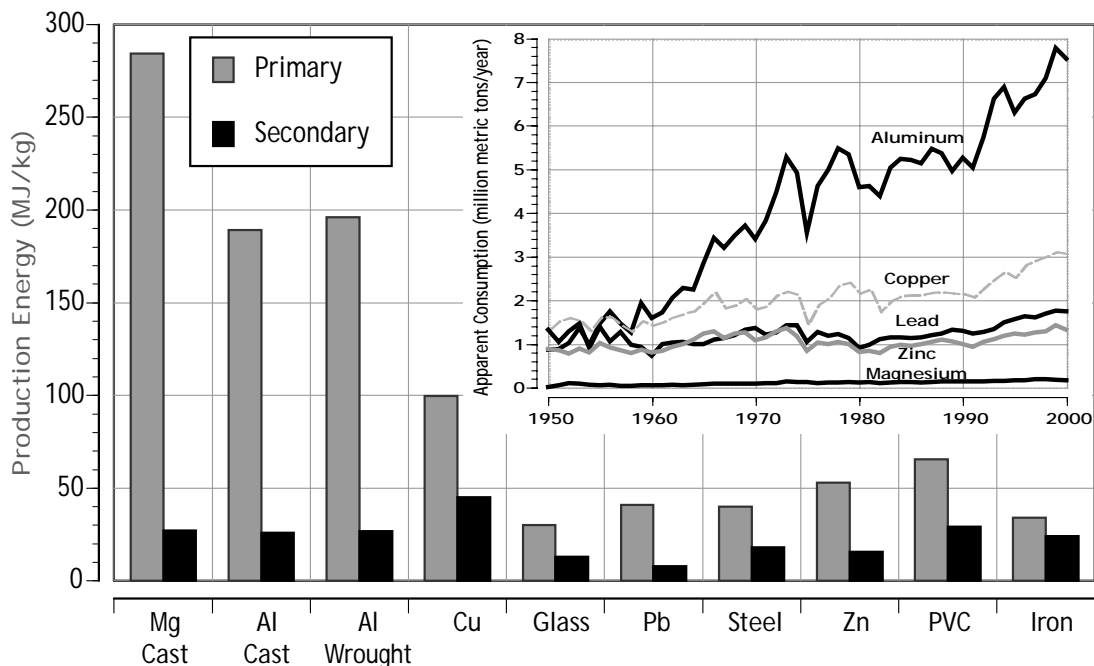 Production Energy (MJ/kg)
300
250
200
150
100
50
0
Primary
Secondary
Apparent Consumption (million metric tons/year)
8
7
6
5
4
3
2
1
0
Aluminum
Copper
Lead
Zinc
Magnesium
1950 1960 1970 1980 1990 2000
Mg Al Al Cu Glass Pb Steel Zn PVC Iron
Cast Cast Wrought